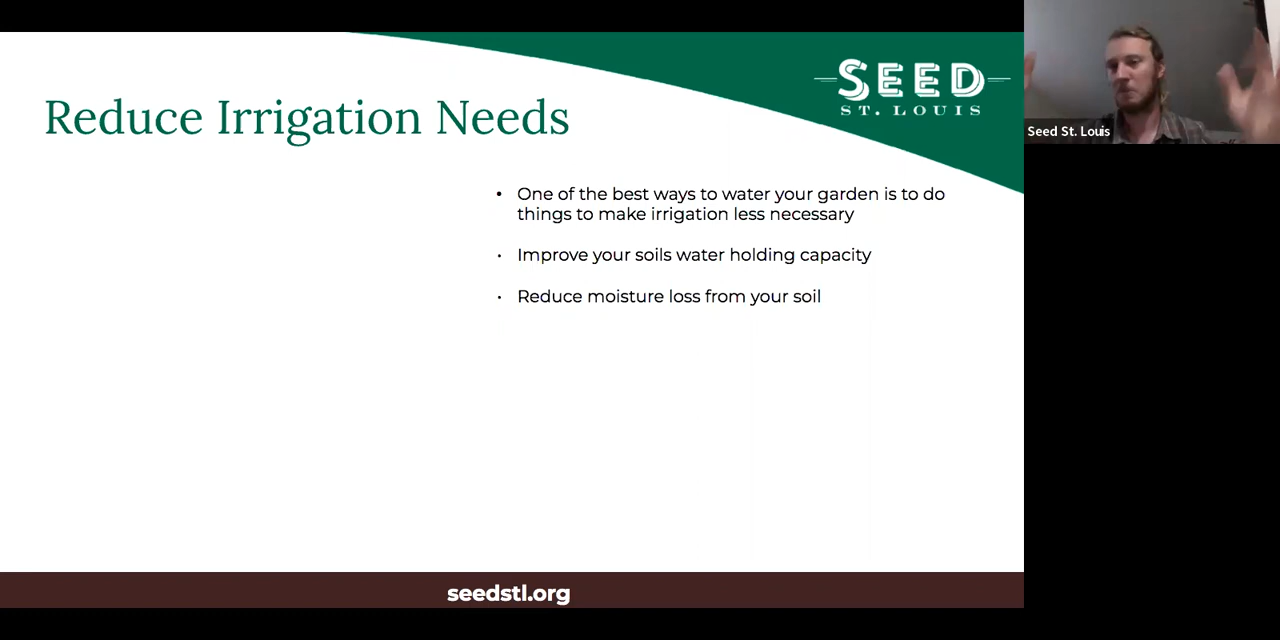 SEED
ST. LOUIS
Seed St. Louis
Reduce Irrigation Needs
• One of the best ways to water your garden is to do
things to make irrigation less necessary
• Improve your soils water holding capacity
• Reduce moisture loss from your soil
seedstl.org